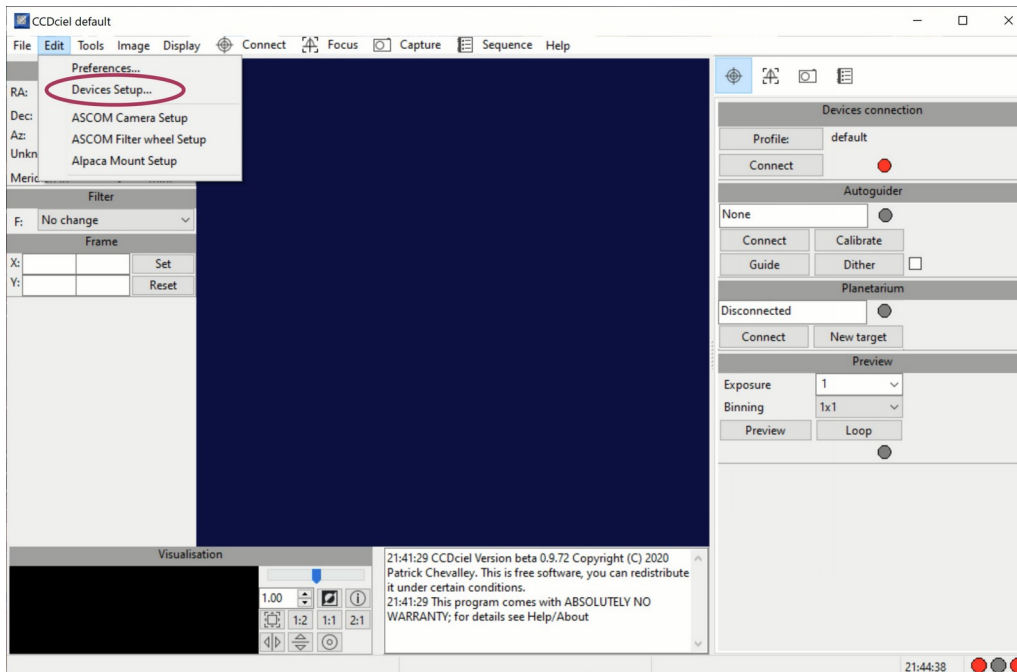 CCDciel default
File Edit Tools Image Display Connect Focus Capture Sequence Help
Preferences...
Devices Setup...
ASCOM Camera Setup
ASCOM Filter wheel Setup
Alpaca Mount Setup
RA:
Dec:
Az:
Filter
F: No change
Frame
X: Set
Y: Reset
Devices connection
Profile: default
Connect
Autoguider
None
Connect Calibrate
Guide Dither
Planetarium
Disconnected
Connect New target
Preview
Exposure 1
Binning 1x1
Preview Loop
Visualisation
1.00
1:2 1:1 2:1
21:41:29 CCDciel Version beta 0.9.72 Copyright (C) 2020
Patrick Chevalley. This is free software, you can redistribute
it under certain conditions.
21:41:29 This program comes with ABSOLUTELY NO
WARRANTY; for details see Help/About
21:44:38